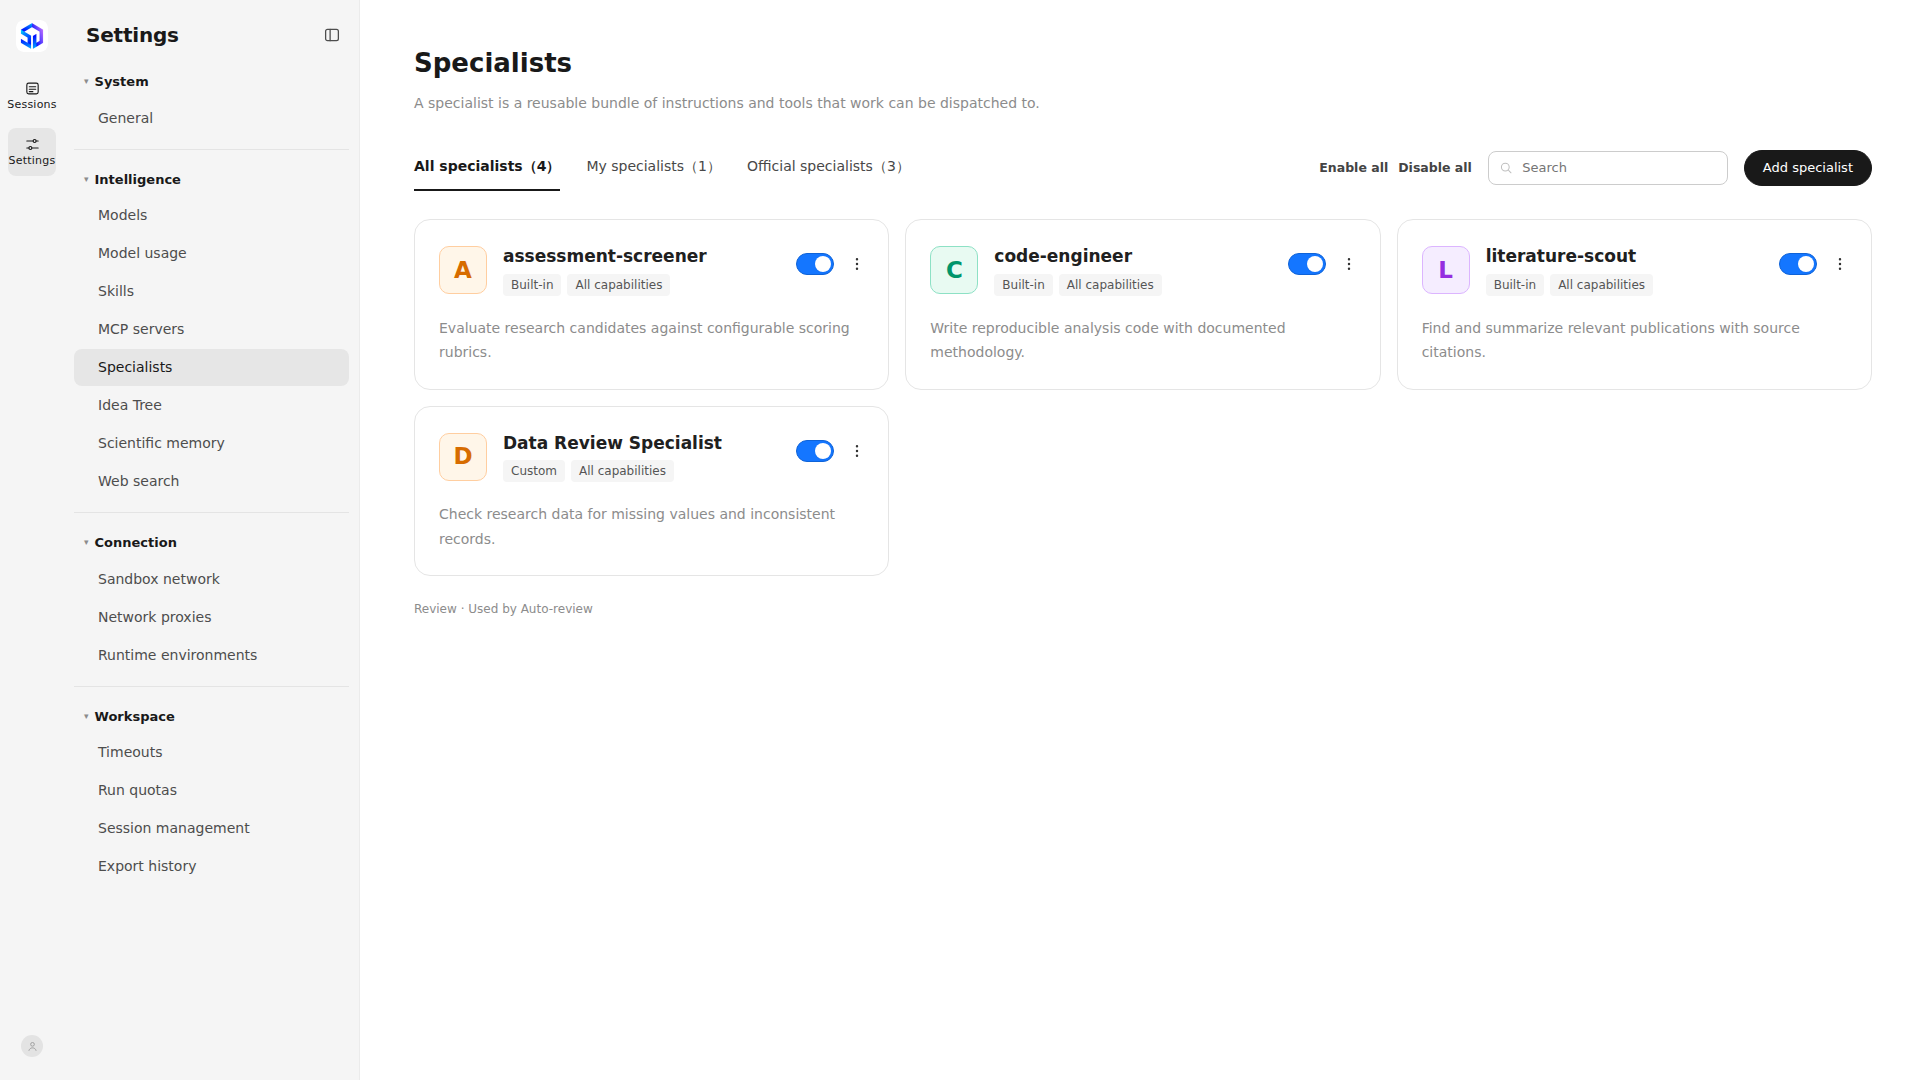 Sessions
Settings
Settings
System
General
Intelligence
Models
Model usage
Skills
MCP servers
Specialists
Idea Tree
Scientific memory
Web search
Connection
Sandbox network
Network proxies
Runtime environments
Workspace
Timeouts
Run quotas
Session management
Export history
Specialists
A specialist is a reusable bundle of instructions and tools that work can be dispatched to.
All specialists（4） My specialists（1） Official specialists（3）
Enable all Disable all Search Add specialist
A
assessment-screener
Built-in All capabilities
Evaluate research candidates against configurable scoring
rubrics.
C
code-engineer
Built-in All capabilities
Write reproducible analysis code with documented
methodology.
L
literature-scout
Built-in All capabilities
Find and summarize relevant publications with source
citations.
D
Data Review Specialist
Custom All capabilities
Check research data for missing values and inconsistent
records.
Review · Used by Auto-review